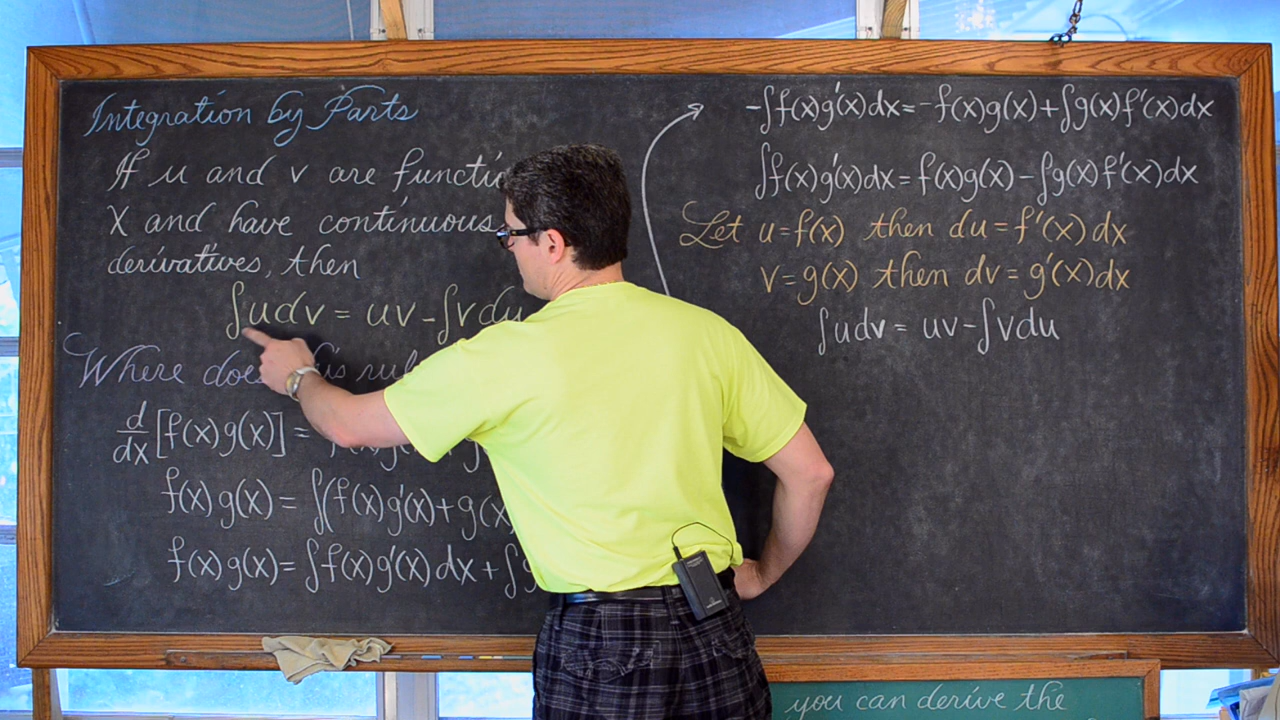 Integration by Parts
If u and v are
X and have continuous
derivatives, then
∫udv = uv - ∫vdu
Where
d/dx [f(x)g(x)] =
f(x)g(x) = ∫(f(x)g'(x) + g(x)
f(x)g(x) = ∫f(x)g'(x)dx + ∫
-∫f(x)g'(x)dx = -f(x)g(x) + ∫g(x)f'(x)dx
∫f(x)g'(x)dx = f(x)g(x) - ∫g(x)f'(x)dx
Let u=f(x) then du=f'(x)dx
v=g(x) then dv=g'(x)dx
∫udv = uv-∫vdu
you can derive the